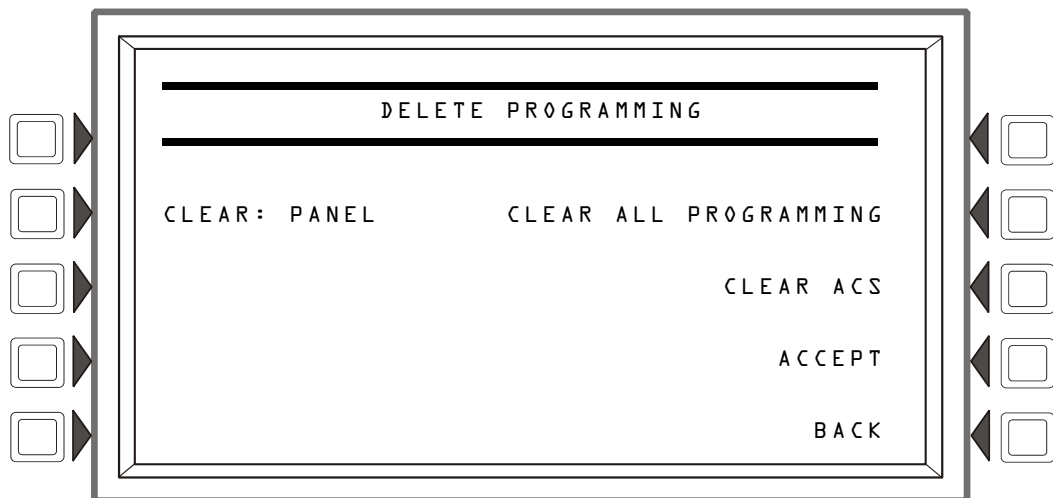 DELETE PROGRAMMING
CLEAR: PANEL CLEAR ALL PROGRAMMING
CLEAR ACS
ACCEPT
BACK